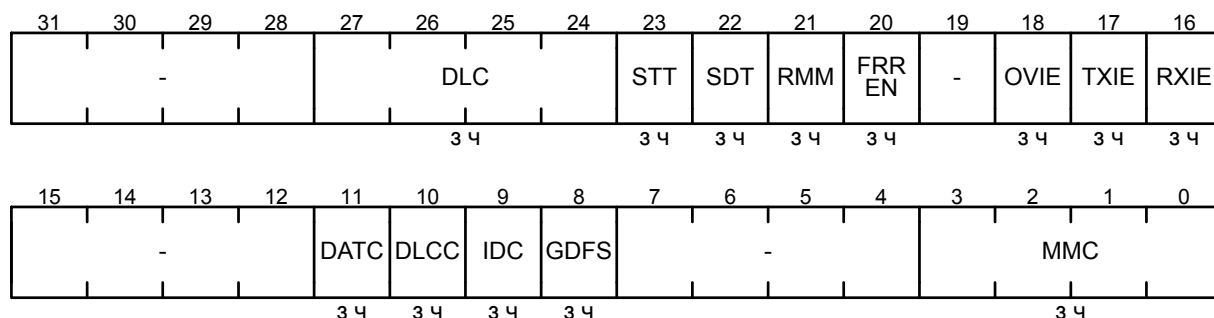 31 30 29 28 27 26 25 24 23 22 21 20 19 18 17 16
- DLC STT SDT RMM FRR EN - OVIE TXIE RXIE
з ч з ч з ч з ч з ч з ч з ч з ч
15 14 13 12 11 10 9 8 7 6 5 4 3 2 1 0
- DATC DLCC IDC GDFS - MMC
з ч з ч з ч з ч з ч